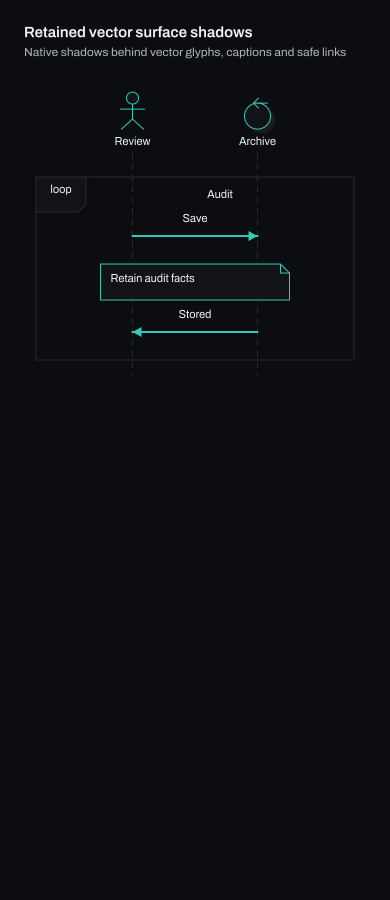 Retained vector surface shadows
Native shadows behind vector glyphs, captions and safe links
Review
Archive
loop
Audit
Save
Retain audit facts
Stored